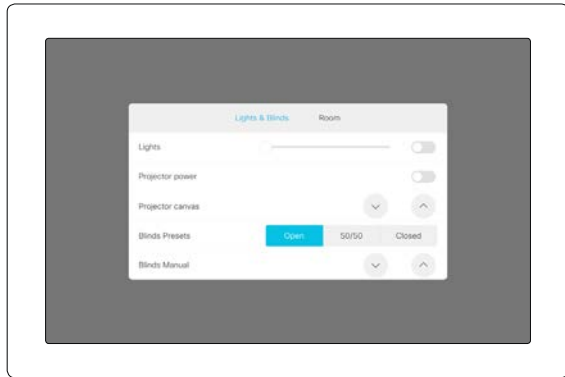 Lights & Blinds Room
Lights
Projector power
Projector canvas
Blinds Presets Open 50/50 Closed
Blinds Manual